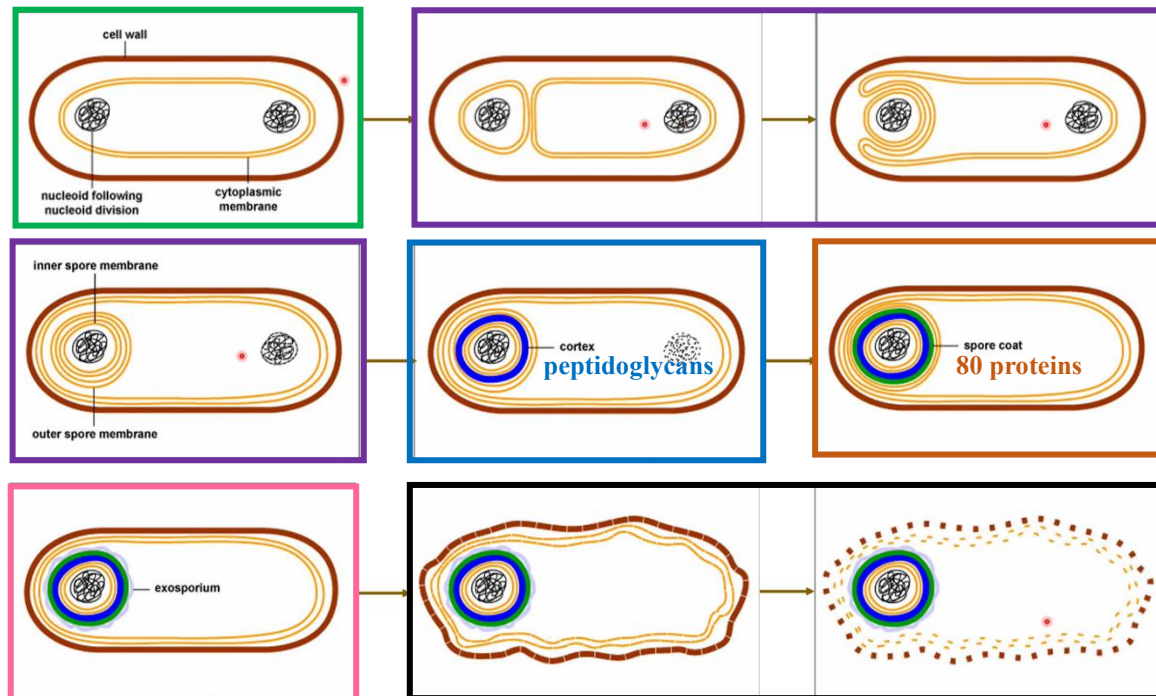 cell wall
nucleoid following
nucleoid division
cytoplasmic
membrane
inner spore membrane
outer spore membrane
cortex
peptidoglycans
spore coat
80 proteins
exosporium